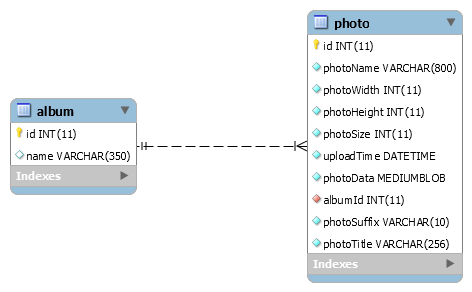 album
id INT(11)
name VARCHAR(350)
Indexes
photo
id INT(11)
photoName VARCHAR(800)
photoWidth INT(11)
photoHeight INT(11)
photoSize INT(11)
uploadTime DATETIME
photoData MEDIUMBLOB
albumId INT(11)
photoSuffix VARCHAR(10)
photoTitle VARCHAR(256)
Indexes